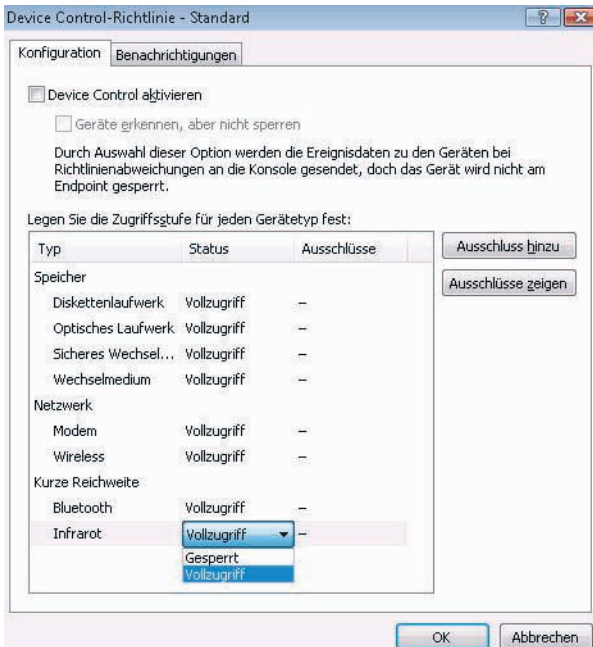 Device Control-Richtlinie - Standard
Konfiguration
Benachrichtigungen
Device Control aktivieren
Geräte erkennen, aber nicht sperren
Durch Auswahl dieser Option werden die Ereignisdaten zu den Geräten bei
Richtlinienabweichungen an die Konsole gesendet, doch das Gerät wird nicht am
Endpoint gesperrt.
Legen Sie die Zugriffsstufe für jeden Gerätetyp fest:
Typ Status Ausschlüsse
Ausschluss hinzu
Ausschlüsse zeigen
Speicher
Diskettenlaufwerk Vollzugriff –
Optisches Laufwerk Vollzugriff –
Sicheres Wechsel... Vollzugriff –
Wechselmedium Vollzugriff –
Netzwerk
Modem Vollzugriff –
Wireless Vollzugriff –
Kurze Reichweite
Bluetooth Vollzugriff –
Infrarot Vollzugriff –
Gesperrt
Vollzugriff
OK
Abbrechen